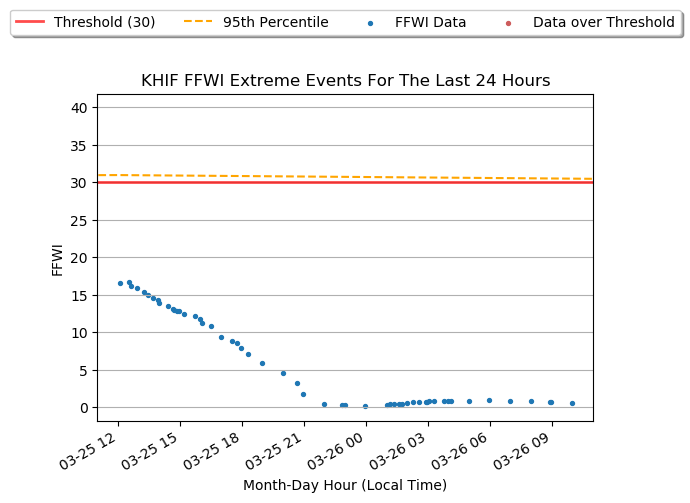 Threshold (30) 95th Percentile FFWI Data Data over Threshold
KHIF FFWI Extreme Events For The Last 24 Hours
40
35
30
25
20
15
10
5
0
FFWI
03-25 12 03-25 15 03-25 18 03-25 21 03-26 00 03-26 03 03-26 06 03-26 09
Month-Day Hour (Local Time)